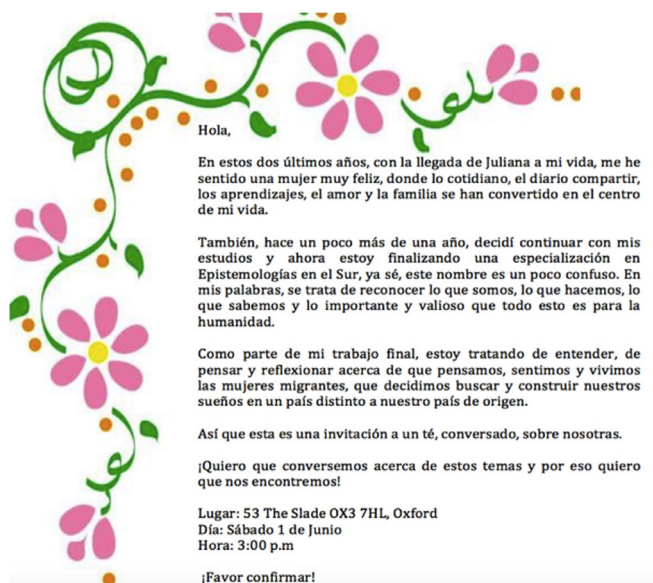 Hola,
En estos dos últimos años, con la llegada de Juliana a mi vida, me he
sentido una mujer muy feliz, donde lo cotidiano, el diario compartir,
los aprendizajes, el amor y la familia se han convertido en el centro
de mi vida.
También, hace un poco más de una año, decidí continuar con mis
estudios y ahora estoy finalizando una especialización en
Epistemologías en el Sur, ya sé, este nombre es un poco confuso. En
mis palabras, se trata de reconocer lo que somos, lo que hacemos, lo
que sabemos y lo importante y valioso que todo esto es para la
humanidad.
Como parte de mi trabajo final, estoy tratando de entender, de
pensar y reflexionar acerca de que pensamos, sentimos y vivimos
las mujeres migrantes, que decidimos buscar y construir nuestros
sueños en un país distinto a nuestro país de origen.
Así que esta es una invitación a un té, conversado, sobre nosotras.
¡Quiero que conversemos acerca de estos temas y por eso quiero
que nos encontremos!
Lugar: 53 The Slade OX3 7HL, Oxford
Día: Sábado 1 de Junio
Hora: 3:00 p.m
¡Favor confirmar!